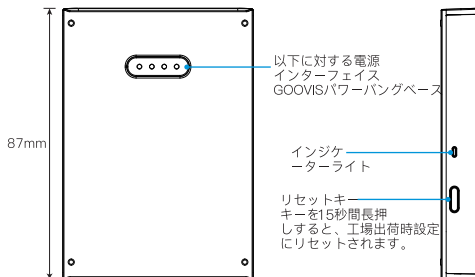 以下に対する電源
インターフェイス
GOOVISパワーバングベース
87mm
インジケ
ーターライト
リセットキー
キーを15秒間長押
しすると、工場出荷時設定
にリセットされます。